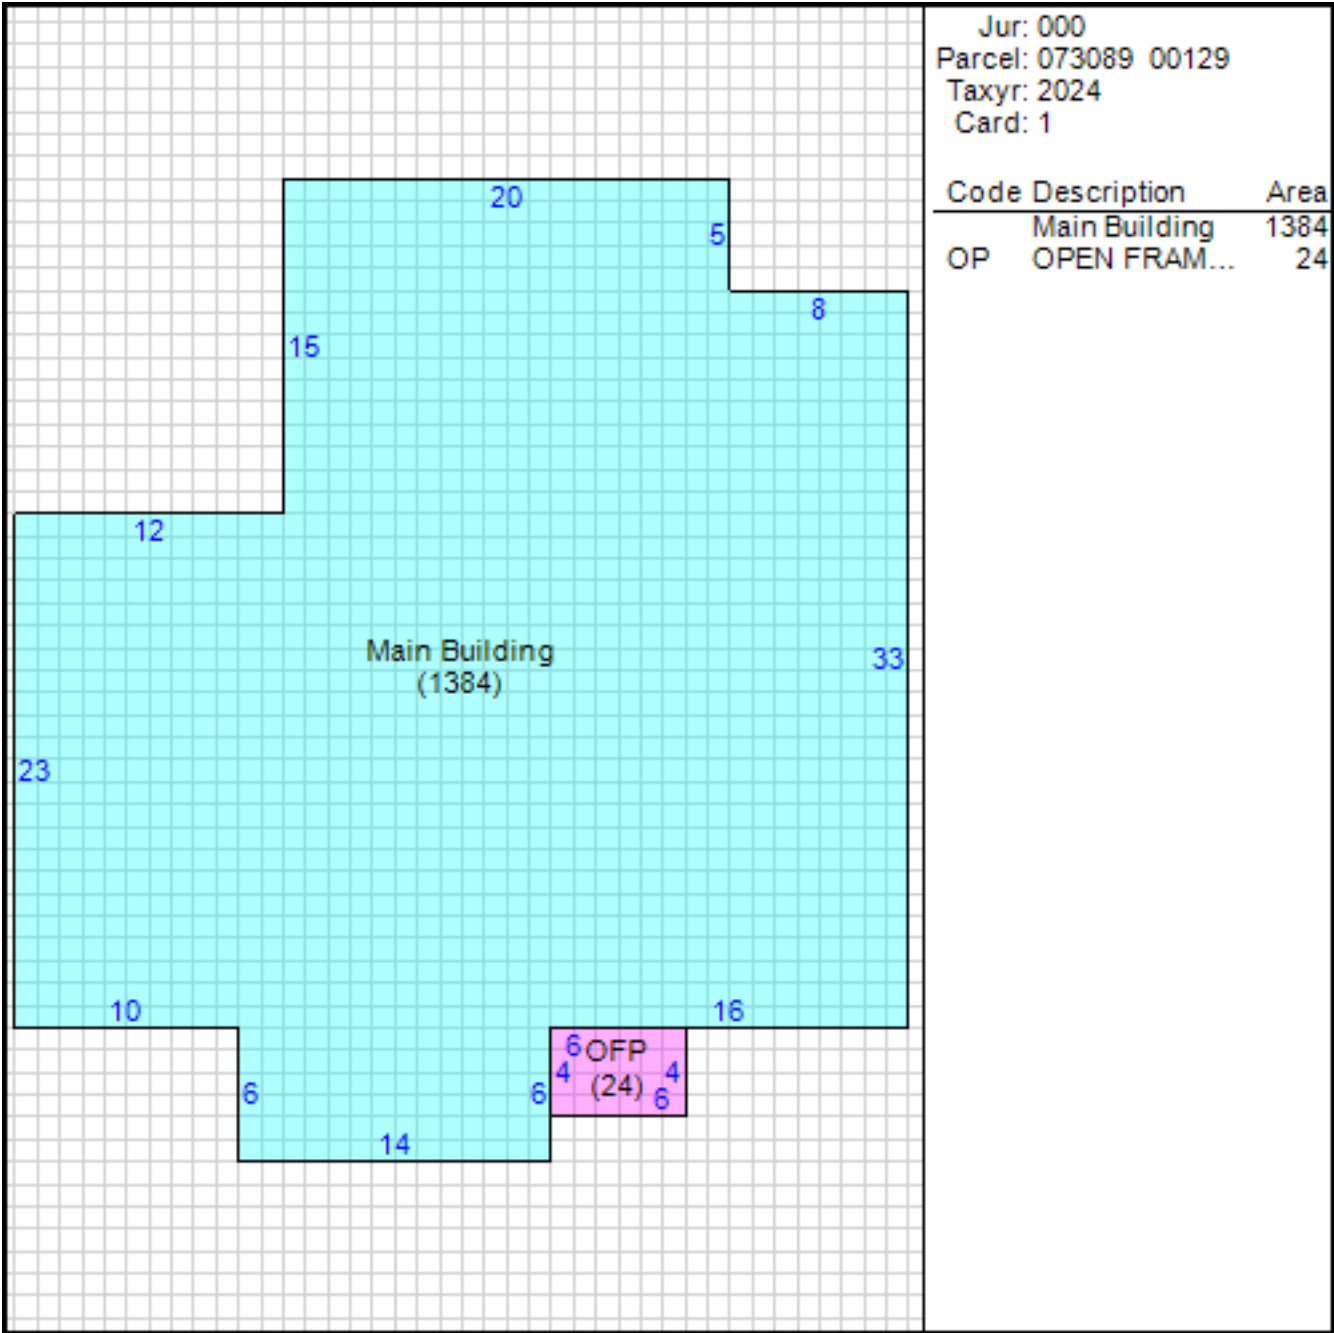 Jur: 000
Parcel: 073089 00129
Taxyr: 2024
Card: 1
Code Description Area
Main Building 1384
OP OPEN FRAM... 24
20
5
8
15
12
Main Building
(1384)
33
23
10
16
6 OFP
4 4
(24)
6
6 6
14